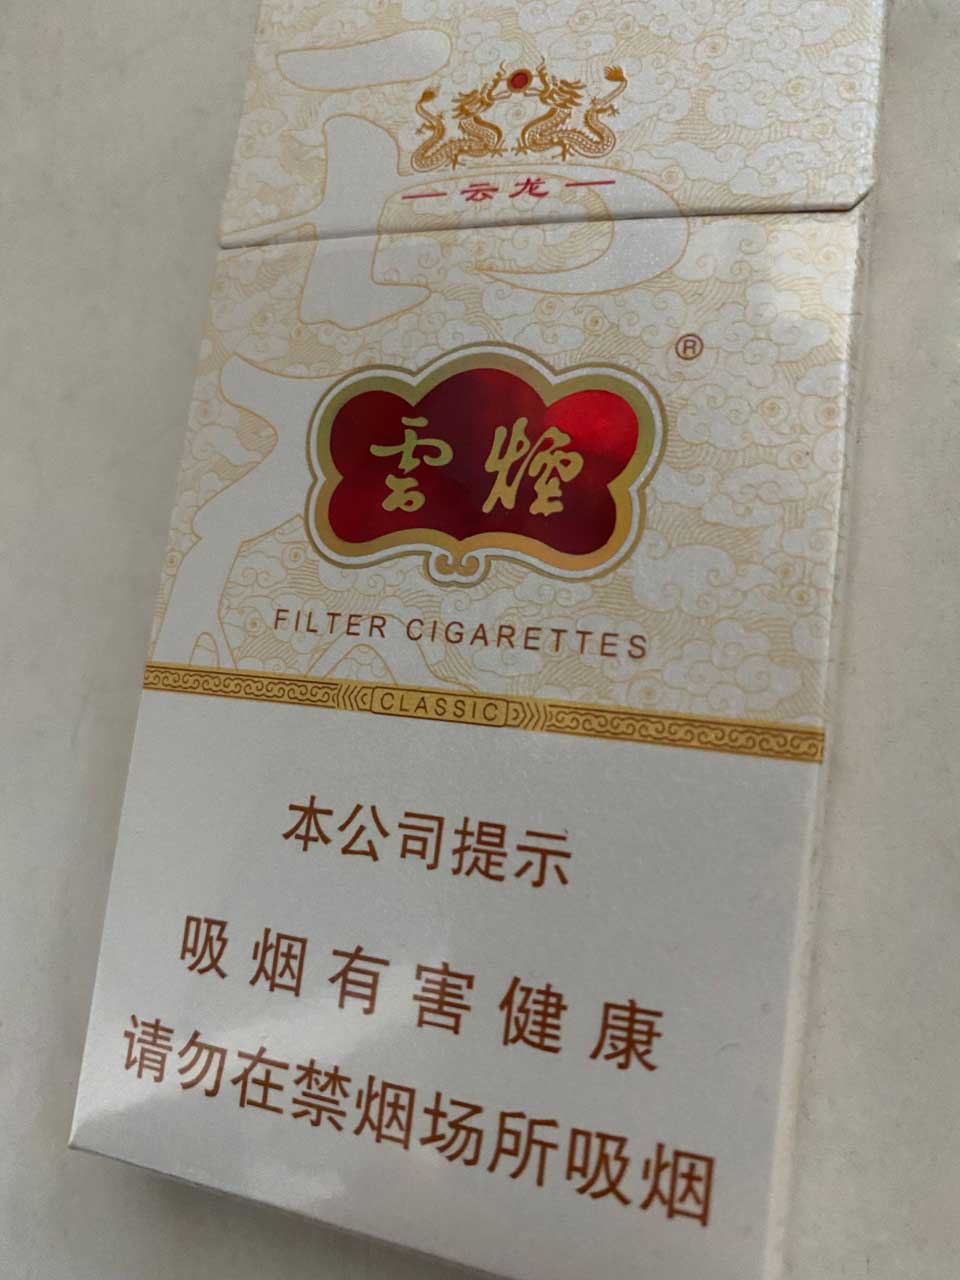 云龙
®
雲煙
FILTER CIGARETTES
CLASSIC
本公司提示
吸烟有害健康
请勿在禁烟场所吸烟